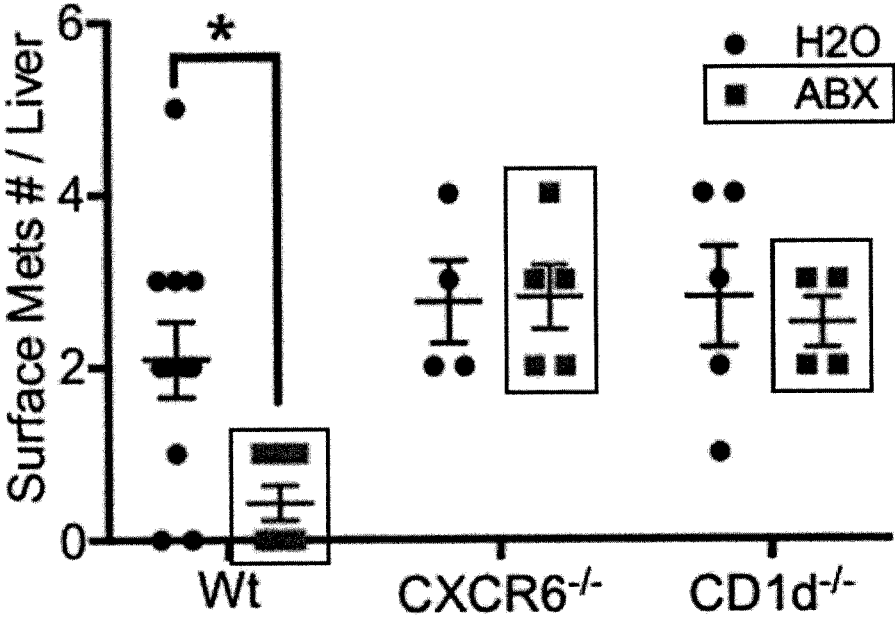 Surface Mets # / Liver
6
4
2
0
*
H2O
ABX
Wt
CXCR6-/-
CD1d-/-